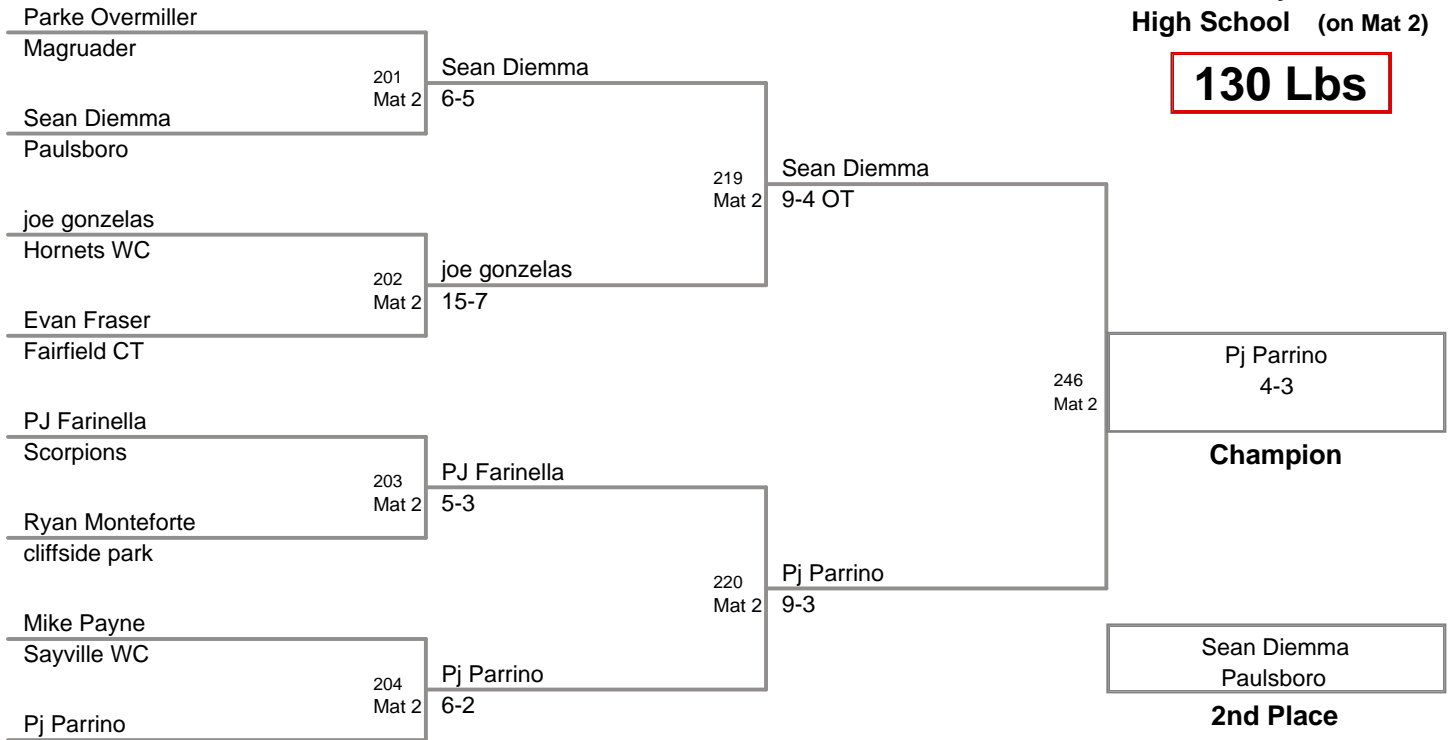 High School (on Mat 2)
130 Lbs
Parke Overmiller
Magruader
201
Mat 2
Sean Diemma
6-5
Sean Diemma
Paulsboro
219
Mat 2
Sean Diemma
9-4 OT
joe gonzelas
Hornets WC
202
Mat 2
joe gonzelas
15-7
Evan Fraser
Fairfield CT
246
Mat 2
Pj Parrino
4-3
Champion
PJ Farinella
Scorpions
203
Mat 2
PJ Farinella
5-3
Ryan Monteforte
cliffside park
220
Mat 2
Pj Parrino
9-3
Mike Payne
Sayville WC
204
Mat 2
Pj Parrino
6-2
Pj Parrino
Sean Diemma
Paulsboro
2nd Place